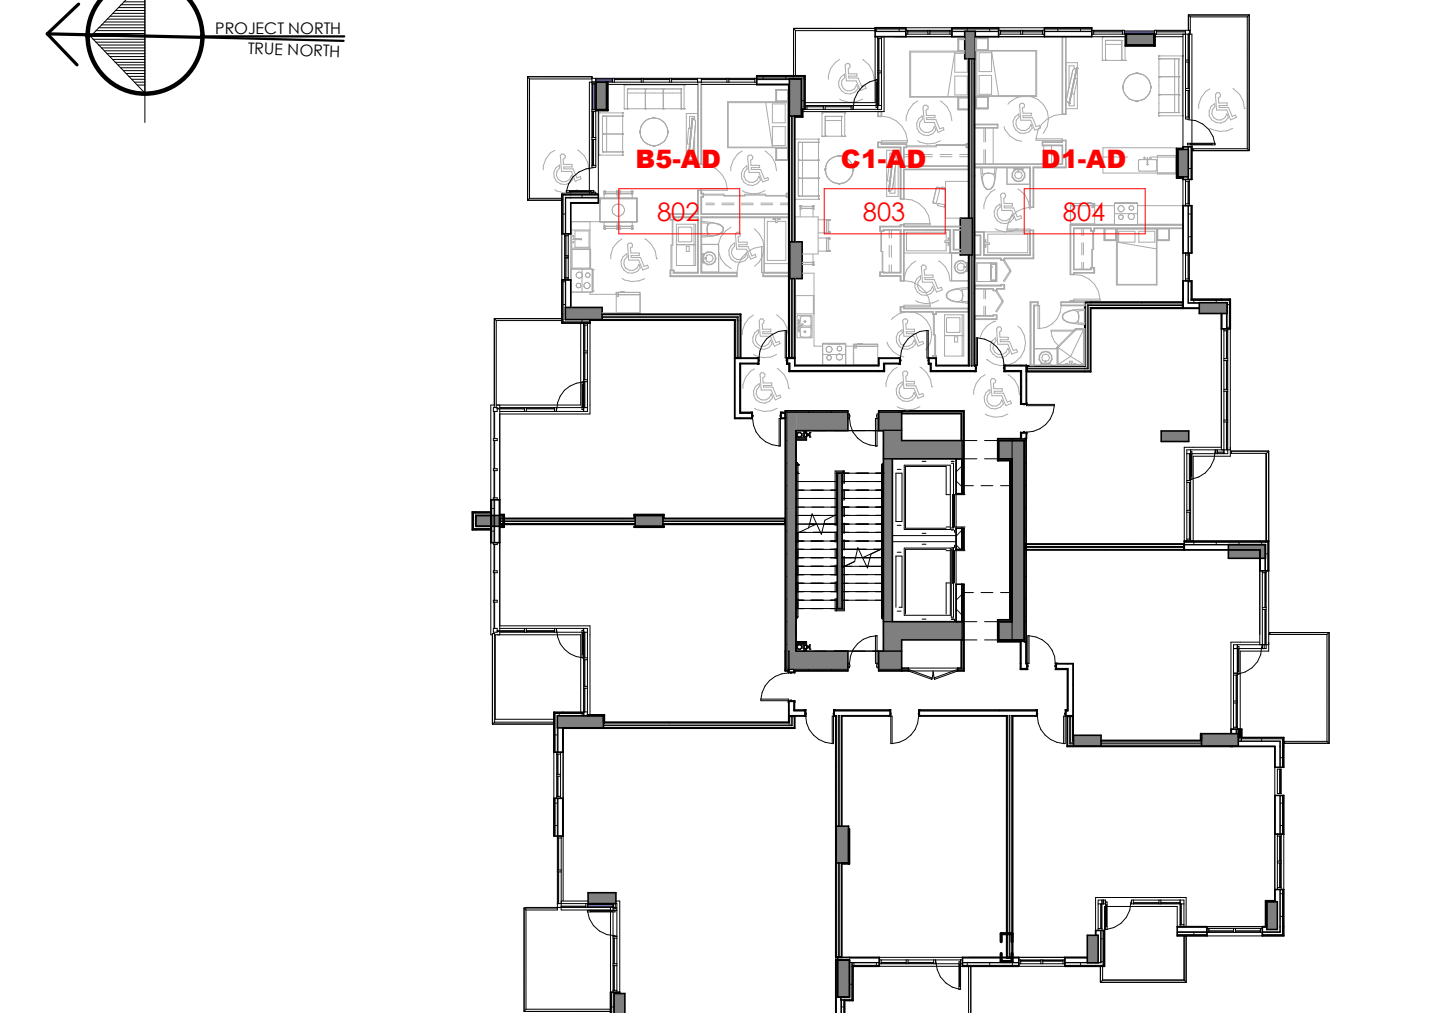 PROJECT NORTH
TRUE NORTH
B5-AD
C1-AD
D1-AD
802
803
804